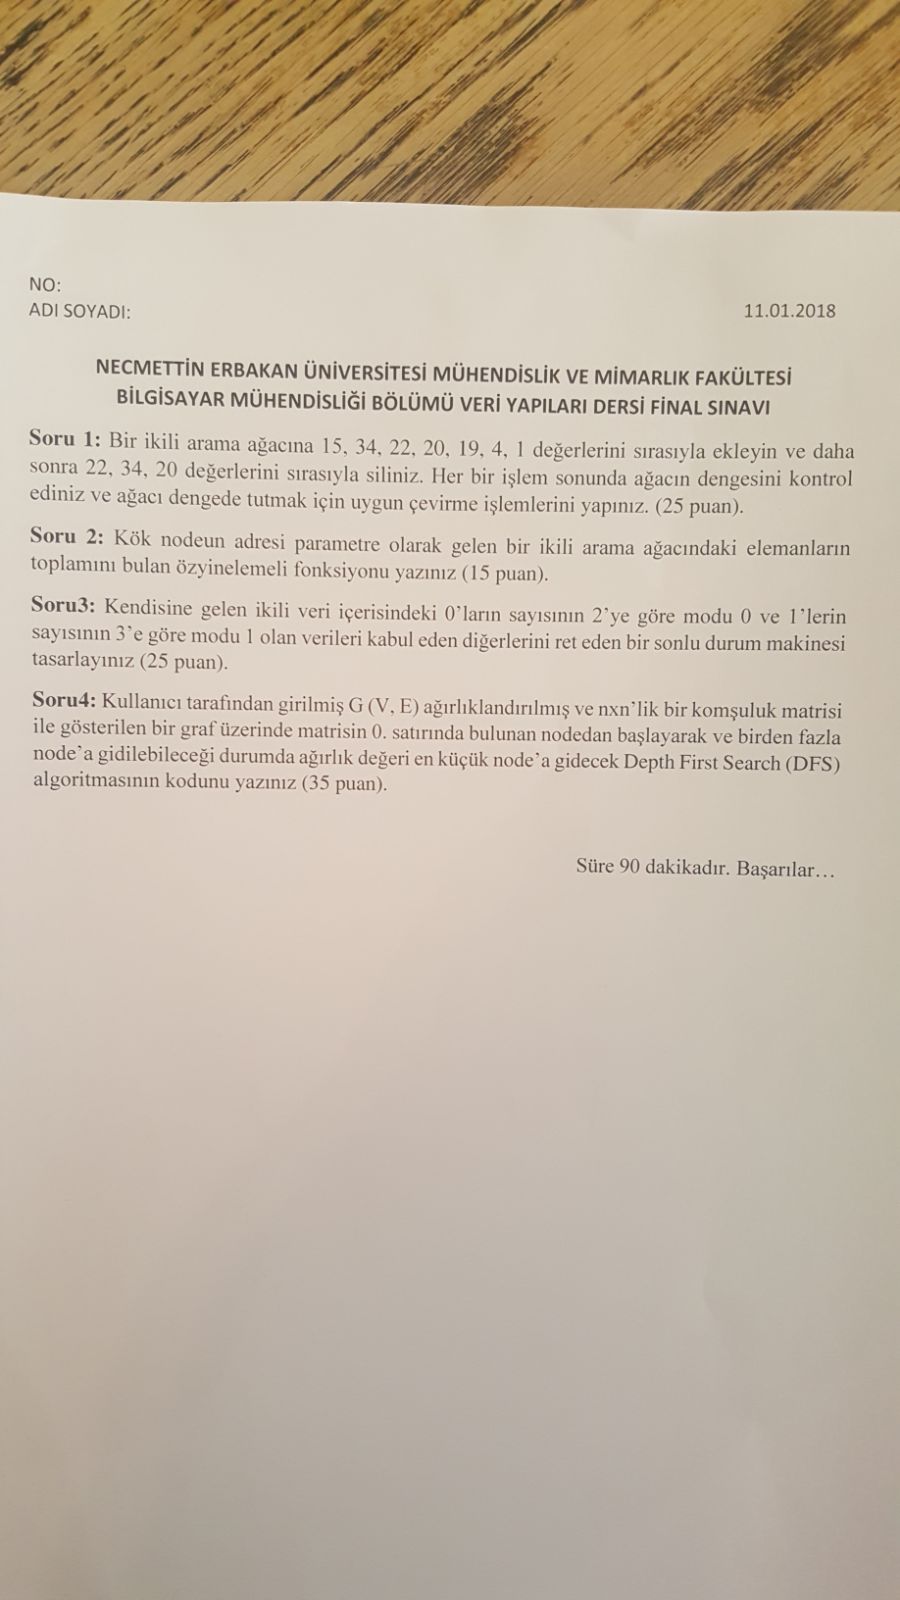 NO:
ADI SOYADI:
11.01.2018
NECMETTİN ERBAKAN ÜNİVERSİTESİ MÜHENDİSLİK VE MİMARLIK FAKÜLTESİ
BİLGİSAYAR MÜHENDİSLİĞİ BÖLÜMÜ VERİ YAPILARI DERSİ FİNAL SINAVI
Soru 1: Bir ikili arama ağacına 15, 34, 22, 20, 19, 4, 1 değerlerini sırasıyla ekleyin ve daha
sonra 22, 34, 20 değerlerini sırasıyla siliniz. Her bir işlem sonunda ağacın dengesini kontrol
ediniz ve ağacı dengede tutmak için uygun çevirme işlemlerini yapınız. (25 puan).
Soru 2: Kök nodeun adresi parametre olarak gelen bir ikili arama ağacındaki elemanların
toplamını bulan özyinelemeli fonksiyonu yazınız (15 puan).
Soru3: Kendisine gelen ikili veri içerisindeki 0’ların sayısının 2’ye göre modu 0 ve 1’lerin
sayısının 3’e göre modu 1 olan verileri kabul eden diğerlerini ret eden bir sonlu durum makinesi
tasarlayınız (25 puan).
Soru4: Kullanıcı tarafından girilmiş G (V, E) ağırlıklandırılmış ve nxn’lik bir komşuluk matrisi
ile gösterilen bir graf üzerinde matrisin 0. satırında bulunan nodedan başlayarak ve birden fazla
node’a gidilebileceği durumda ağırlık değeri en küçük node’a gidecek Depth First Search (DFS)
algoritmasının kodunu yazınız (35 puan).
Süre 90 dakikadır. Başarılar…